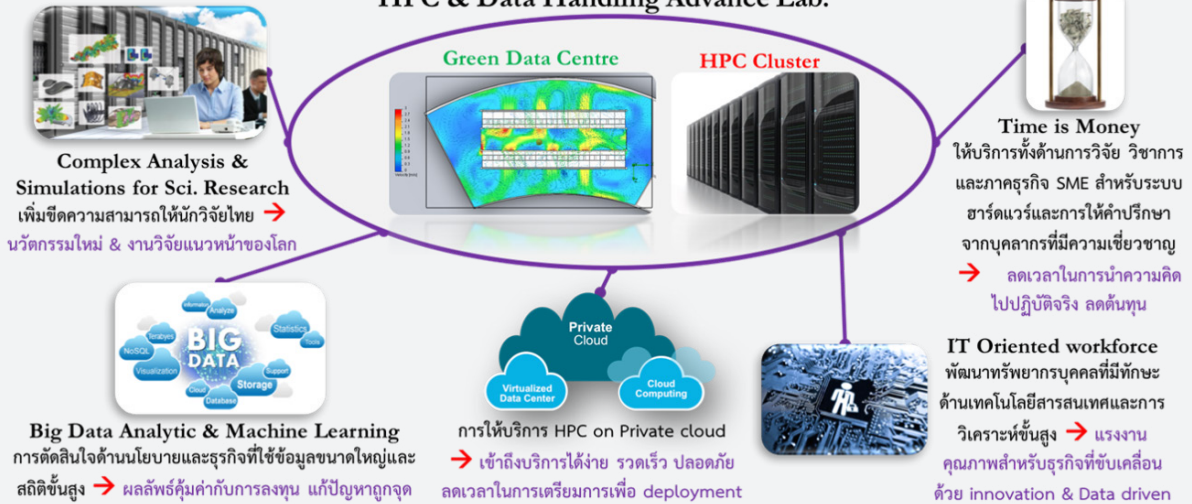 HPC & Data Handling Advance Lab.
Green Data Centre
HPC Cluster
Complex Analysis &
Simulations for Sci. Research
เพิ่มขีดความสามารถให้นักวิจัยไทย →
นวัตกรรมใหม่ & งานวิจัยแนวหน้าของโลก
Time is Money
ให้บริการทั้งด้านการวิจัย วิชาการ
และภาคธุรกิจ SME สำหรับระบบ
ฮาร์ดแวร์และการให้คำปรึกษา
จากบุคลากรที่มีความเชี่ยวชาญ
→ ลดเวลาในการนำความคิด
ไปปฏิบัติจริง ลดต้นทุน
Information
Analyze
Terabytes
BIG
DATA
Statistics
Tools
NoSQL
Visualization
Support
Storage
Cloud
Database
Big Data Analytic & Machine Learning
การตัดสินใจด้านนโยบายและธุรกิจที่ใช้ข้อมูลขนาดใหญ่และ
สถิติขั้นสูง → ผลลัพธ์คุ้มค่ากับการลงทุน แก้ปัญหาถูกจุด
Private
Cloud
Virtualized
Data Center
Cloud
Computing
การให้บริการ HPC on Private cloud
→ เข้าถึงบริการได้ง่าย รวดเร็ว ปลอดภัย
ลดเวลาในการเตรียมการเพื่อ deployment
IT Oriented workforce
พัฒนาทรัพยากรบุคคลที่มีทักษะ
ด้านเทคโนโลยีสารสนเทศและการ
วิเคราะห์ขั้นสูง → แรงงาน
คุณภาพสำหรับธุรกิจที่ขับเคลื่อน
ด้วย innovation & Data driven